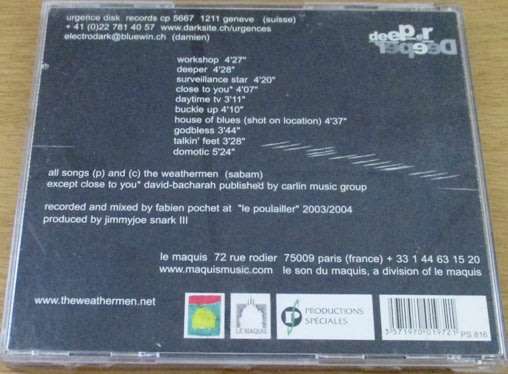 urgence disk records cp 5667 1211 geneve (suisse)
+ 41 (0)22 781 40 57 www.darksite.ch/urgences
electrodark@bluewin.ch (damien)
deeper
Deeper
workshop 4'27"
deeper 4'28"
surveillance star 4'20"
close to you* 4'07"
daytime tv 3'11"
buckle up 4'10"
house of blues (shot on location) 4'37"
godbless 3'44"
talkin' feet 3'28"
domotic 5'24"
all songs (p) and (c) the weathermen (sabam)
except close to you* david-bacharah published by carlin music group
recorded and mixed by fabien pochet at "le poulailler" 2003/2004
produced by jimmyjoe snark III
le maquis 72 rue rodier 75009 paris (france) + 33 1 44 63 15 20
www.maquismusic.com le son du maquis, a division of le maquis
www.theweathermen.net
LE MAQUIS
PRODUCTIONS
SPÉCIALES
3 371970 019721
PS 816